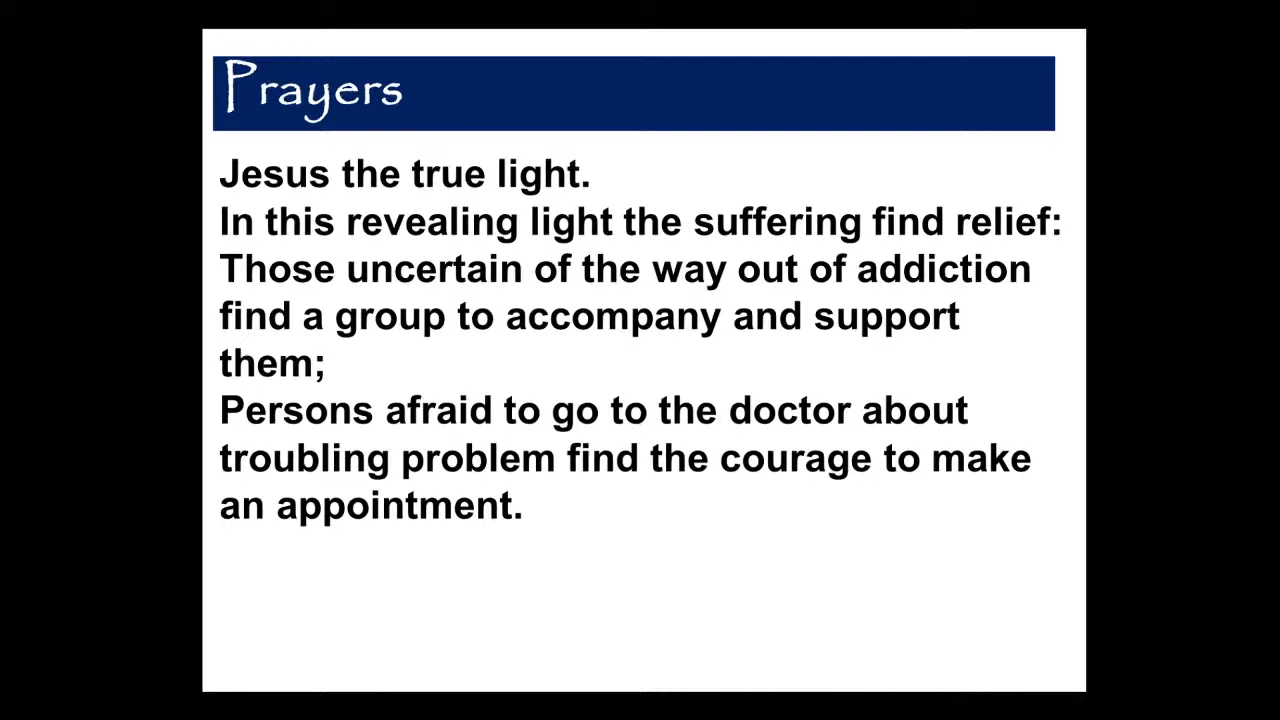 Prayers
Jesus the true light.
In this revealing light the suffering find relief:
Those uncertain of the way out of addiction
find a group to accompany and support
them;
Persons afraid to go to the doctor about
troubling problem find the courage to make
an appointment.